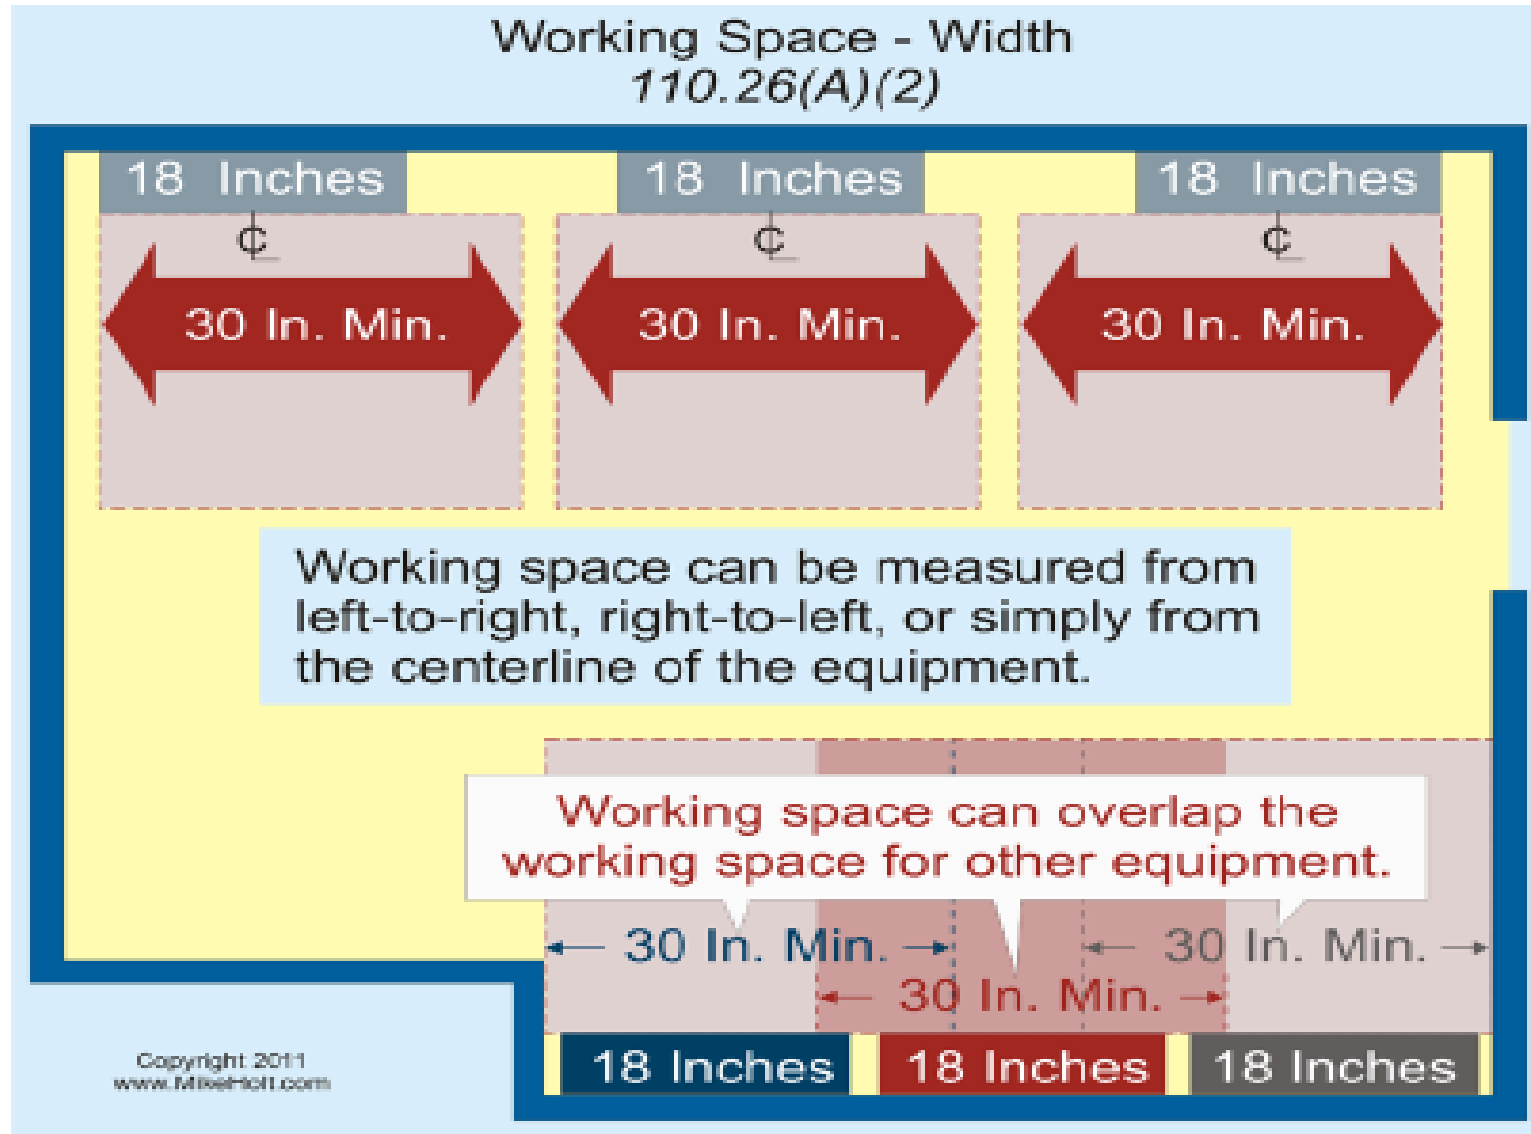 Working Space - Width
110.26(A)(2)
18 Inches
18 Inches
18 Inches
℄
℄
℄
30 In. Min.
30 In. Min.
30 In. Min.
Working space can be measured from
left-to-right, right-to-left, or simply from
the centerline of the equipment.
Working space can overlap the
working space for other equipment.
30 In. Min.
30 In. Min.
30 In. Min.
18 Inches
18 Inches
18 Inches
Copyright 2011
www.MikeHolt.com